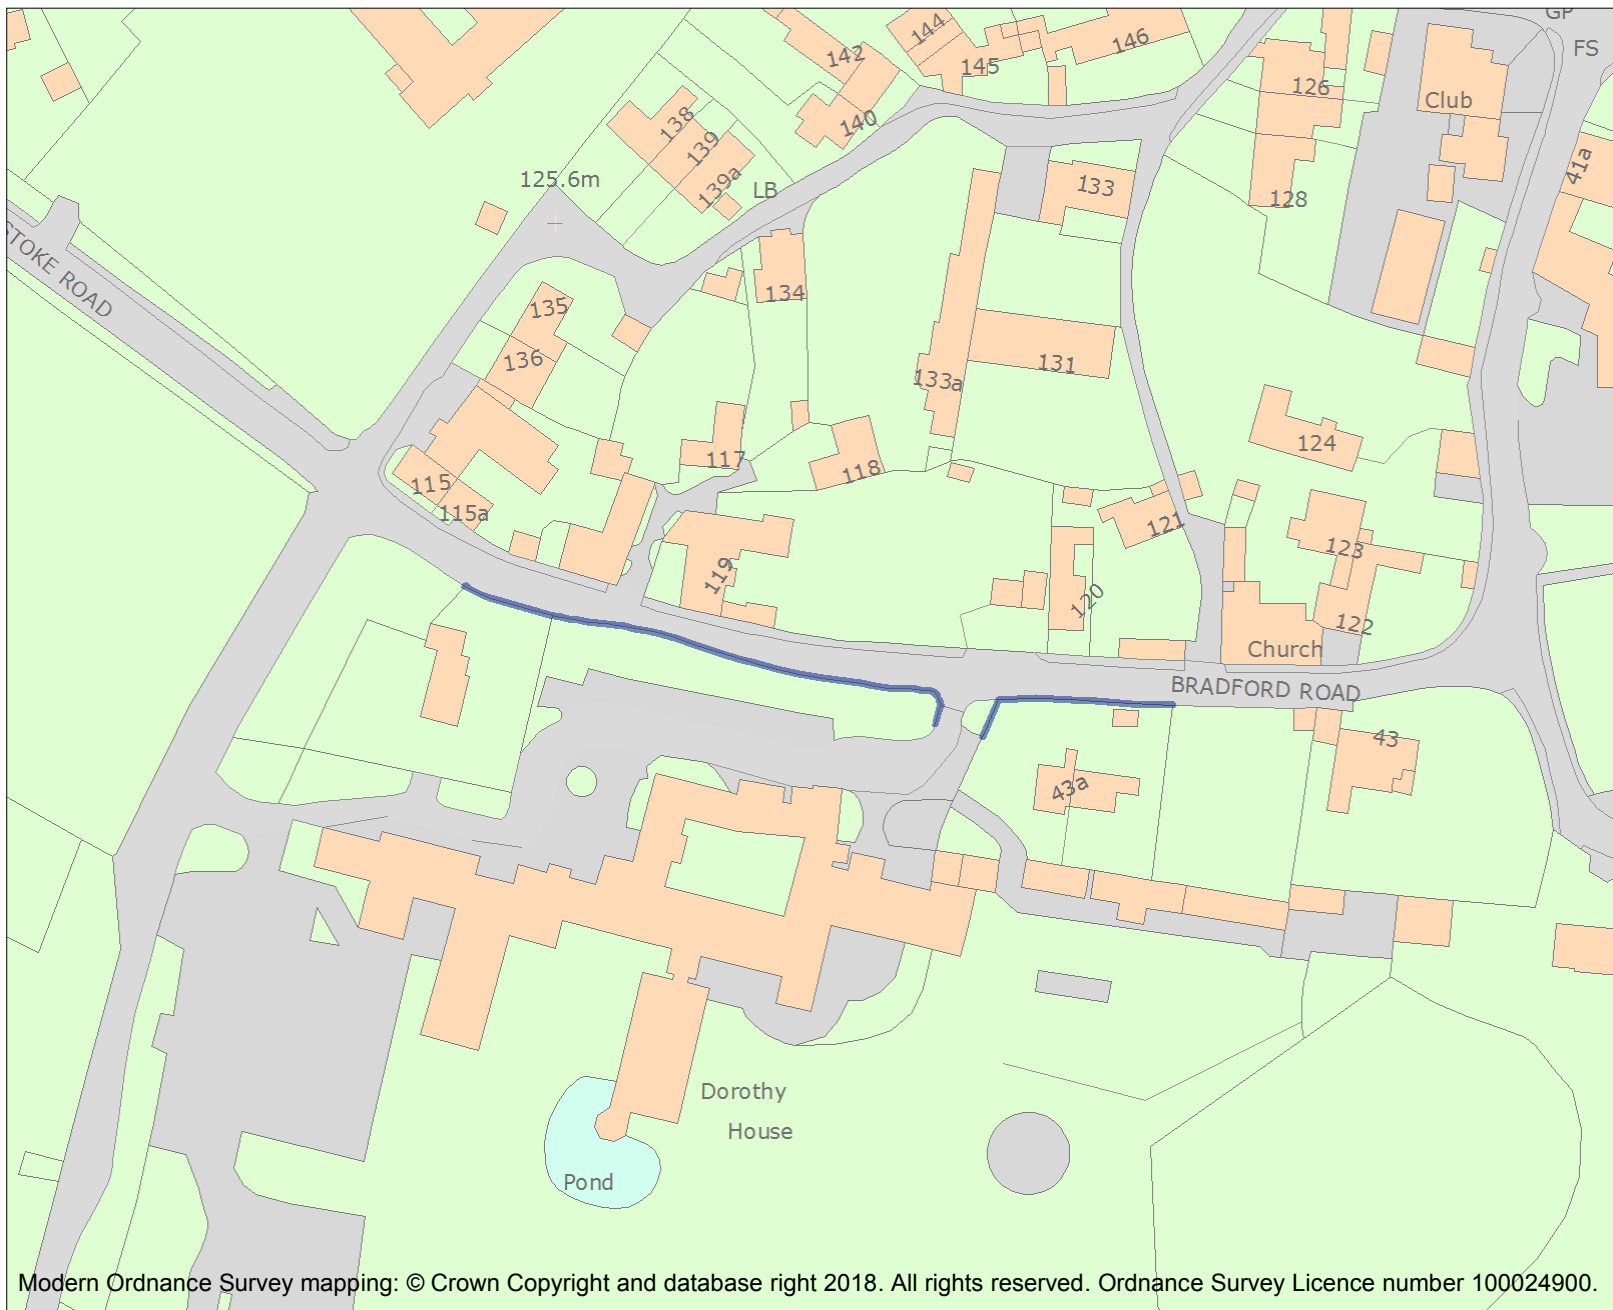 GP
FS
144
142
146
145
126
Club
138
140
139
41a
125.6m
139a
LB
133
128
STOKE ROAD
134
135
136
131
133a
124
117
118
115
115a
121
123
119
120
122
Church
BRADFORD ROAD
43
43a
Dorothy
House
Pond
Modern Ordnance Survey mapping: © Crown Copyright and database right 2018. All rights reserved. Ordnance Survey Licence number 100024900.